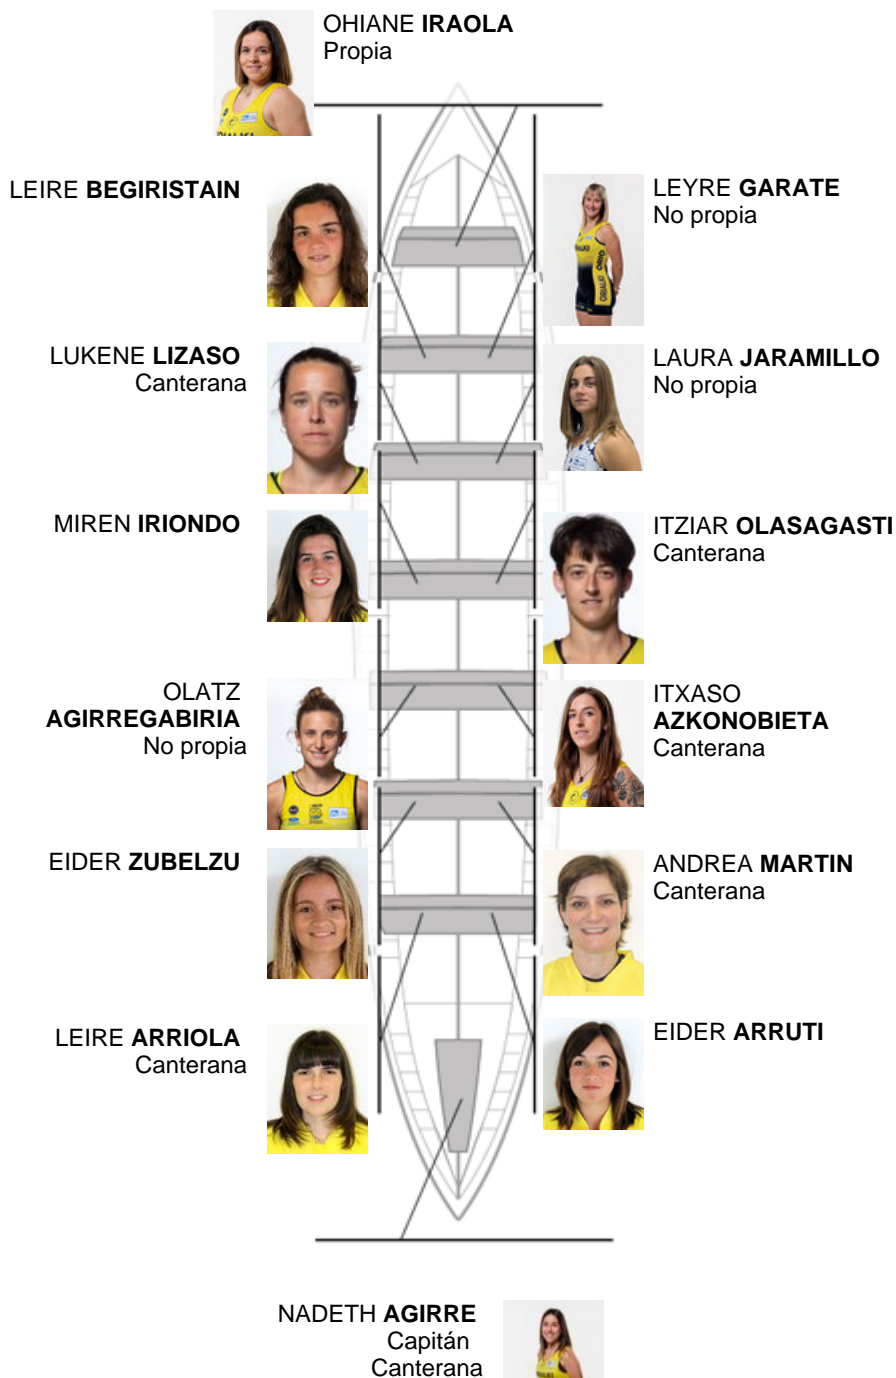 OHIANE IRAOLA
Propia
LEIRE BEGIRISTAIN
LEYRE GARATE
No propia
LUKENE LIZASO
Canterana
LAURA JARAMILLO
No propia
MIREN IRIONDO
ITZIAR OLASAGASTI
Canterana
OLATZ
AGIRREGABIRIA
No propia
ITXASO
AZKONOBIETA
Canterana
EIDER ZUBELZU
ANDREA MARTIN
Canterana
LEIRE ARRIOLA
Canterana
EIDER ARRUTI
NADETH AGIRRE
Capitán
Canterana